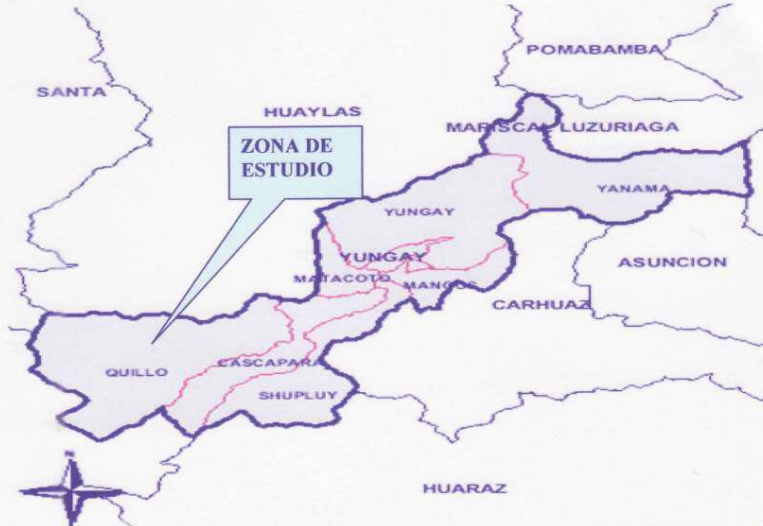 POMABAMBA
SANTA
HUAYLAS
MARISCAL LUZURIAGA
ZONA DE
ESTUDIO
YANAMA
YUNGAY
YUNGAY
ASUNCION
MATACOTO
MANCOS
CARHUAZ
CASCAPARA
QUILLO
SHUPLUY
N
HUARAZ